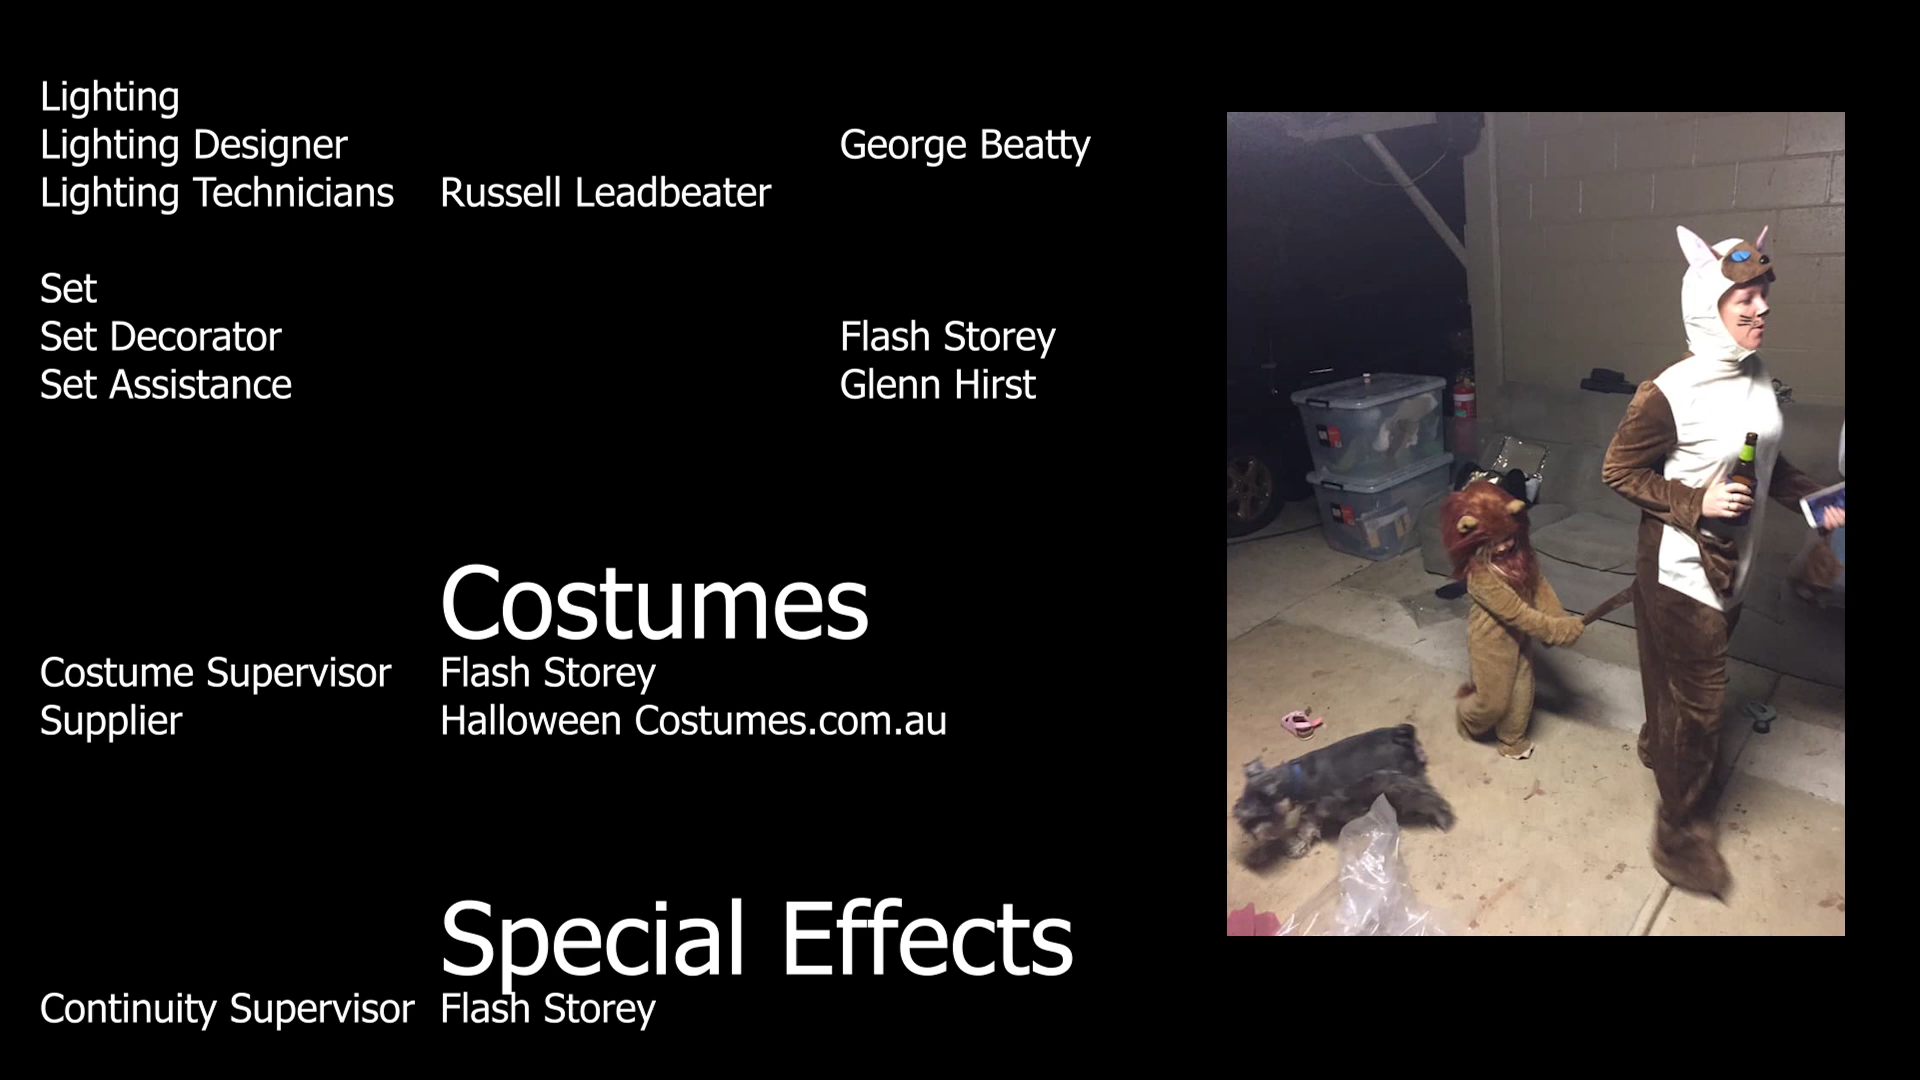 Lighting
Lighting Designer George Beatty
Lighting Technicians Russell Leadbeater
Set
Set Decorator Flash Storey
Set Assistance Glenn Hirst
Costumes
Costume Supervisor Flash Storey
Supplier Halloween Costumes.com.au
Special Effects
Continuity Supervisor Flash Storey